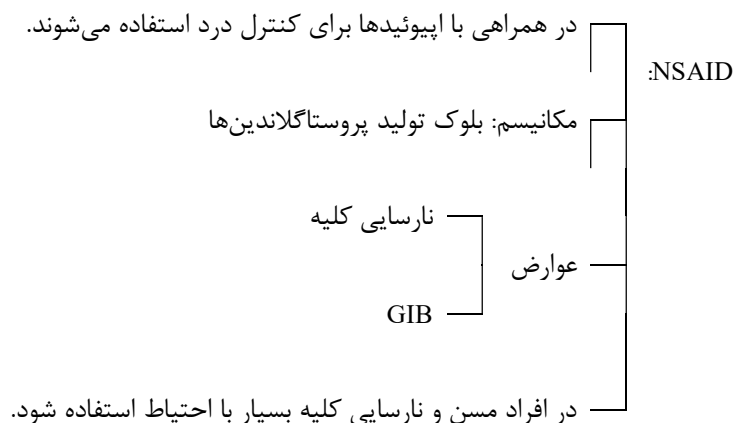 NSAID:
در همراهی با اپیوئیدها برای کنترل درد استفاده می‌شوند.
مکانیسم: بلوک تولید پروستاگلاندین‌ها
عوارض
نارسایی کلیه
GIB
در افراد مسن و نارسایی کلیه بسیار با احتیاط استفاده شود.